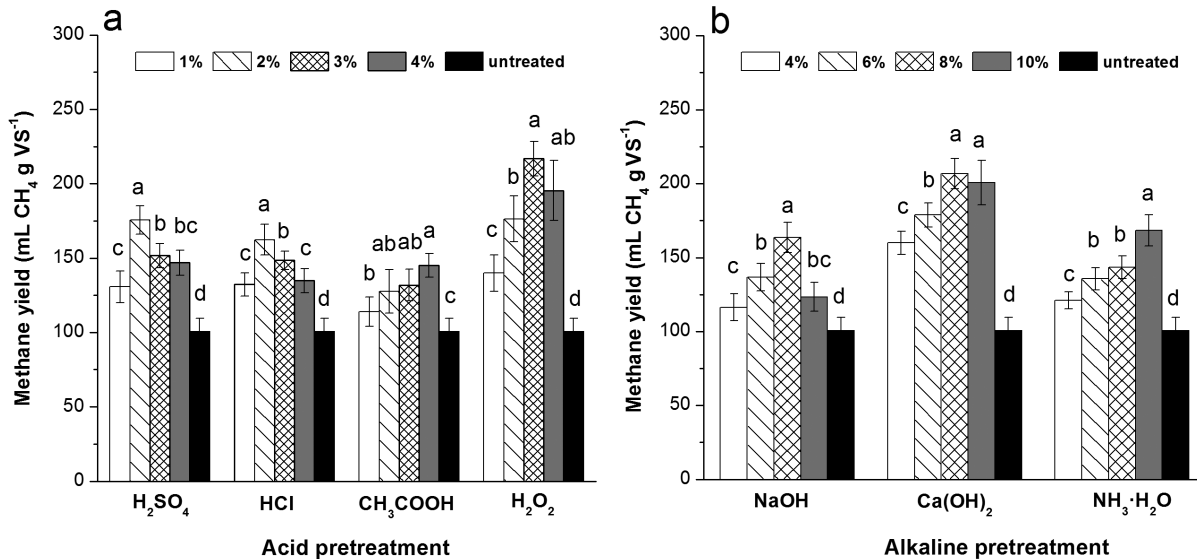 a
300
250
200
150
100
50
0
Methane yield (mL CH₄ g VS⁻¹)
1% 2% 3% 4% untreated
c a b bc d
c a b c d
b ab ab a c
c b a ab d
H₂SO₄ HCl CH₃COOH H₂O₂
Acid pretreatment
b
300
250
200
150
100
50
0
Methane yield (mL CH₄ g VS⁻¹)
4% 6% 8% 10% untreated
c b a bc d
c b a a d
c b b a d
NaOH Ca(OH)₂ NH₃·H₂O
Alkaline pretreatment